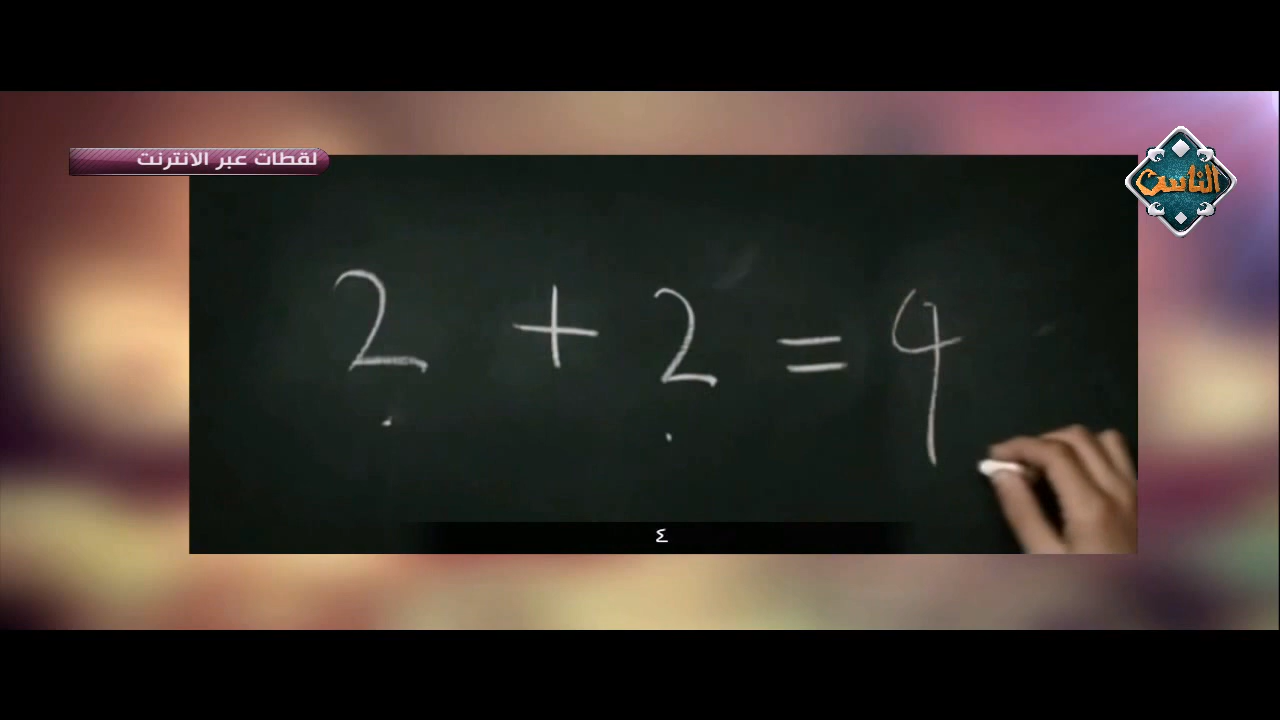 لقطات عبر الانترنت
الناس
2 + 2 = 4
٤